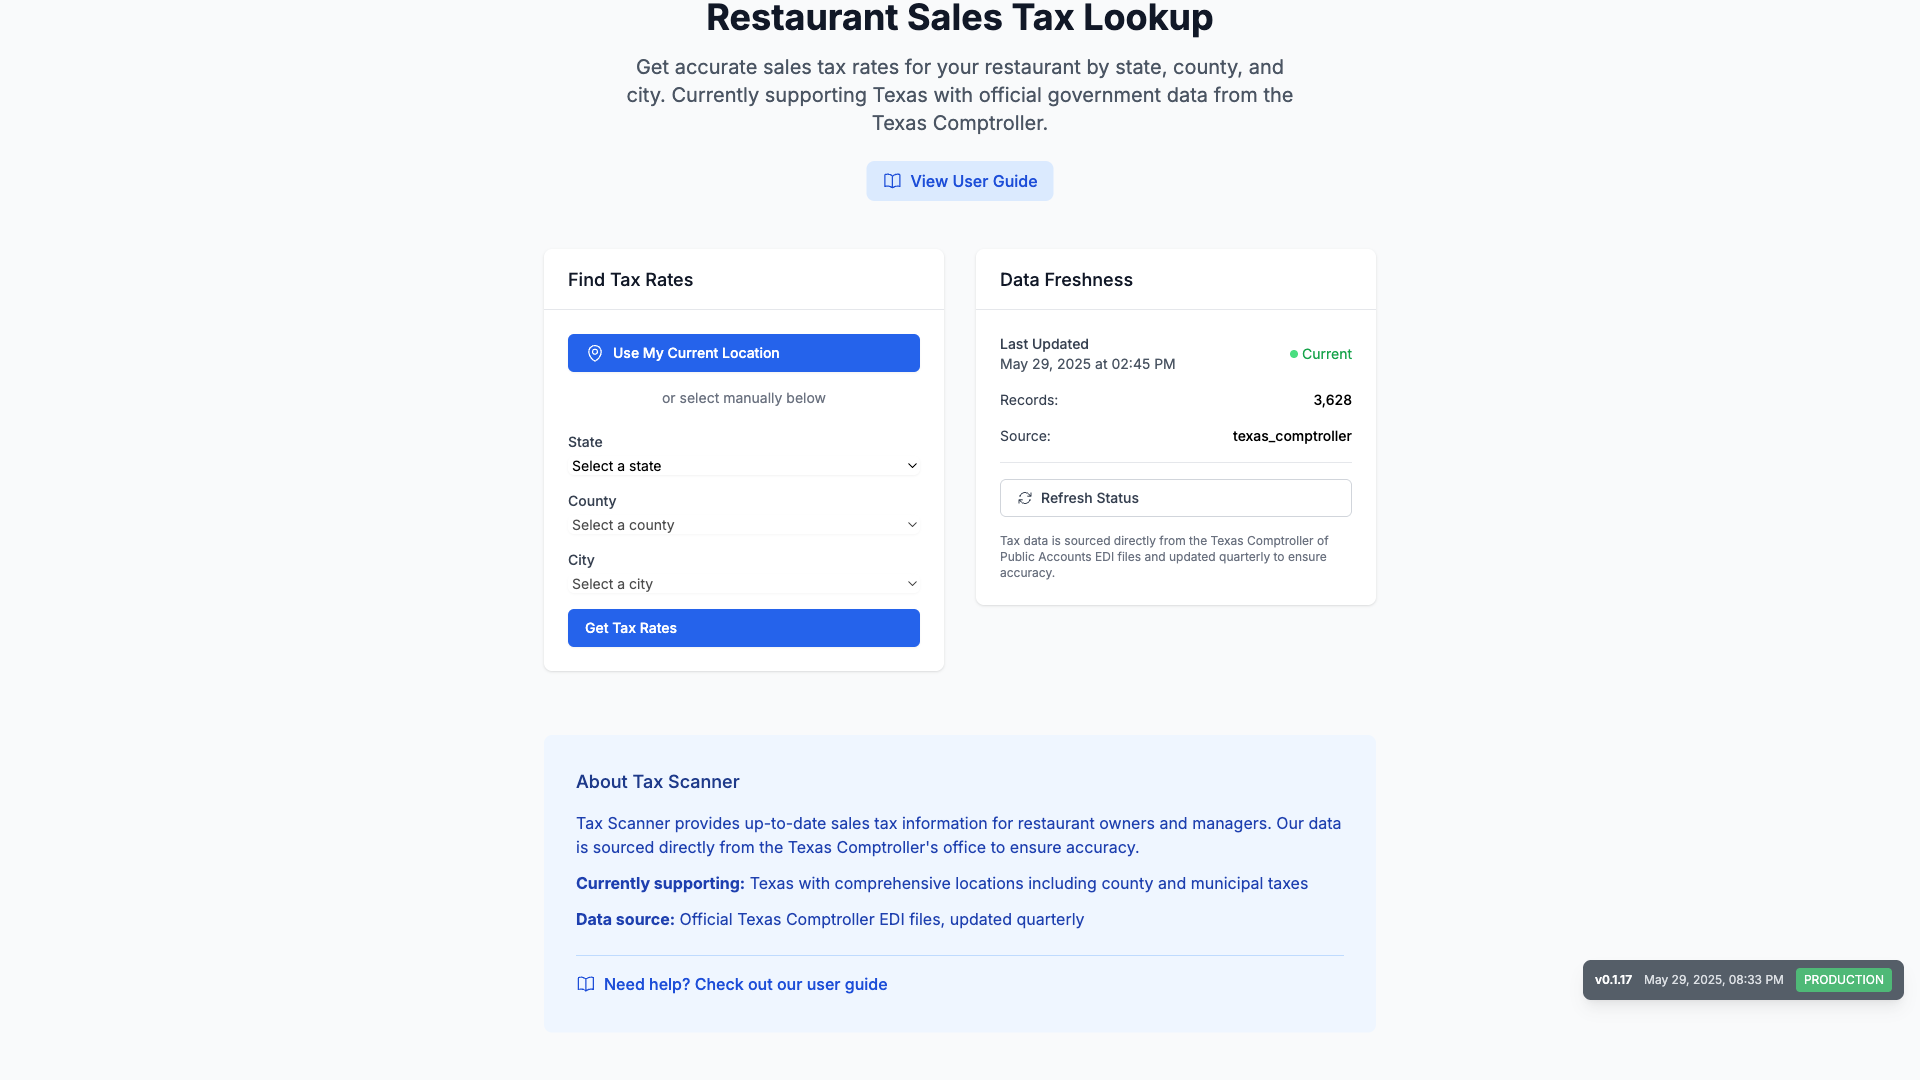 Restaurant Sales Tax Lookup
Get accurate sales tax rates for your restaurant by state, county, and
city. Currently supporting Texas with official government data from the
Texas Comptroller.
View User Guide
Find Tax Rates
Use My Current Location
or select manually below
State
Select a state
County
Select a county
City
Select a city
Get Tax Rates
Data Freshness
Last Updated
May 29, 2025 at 02:45 PM
Current
Records:
3,628
Source:
texas_comptroller
Refresh Status
Tax data is sourced directly from the Texas Comptroller of
Public Accounts EDI files and updated quarterly to ensure
accuracy.
About Tax Scanner
Tax Scanner provides up-to-date sales tax information for restaurant owners and managers. Our data
is sourced directly from the Texas Comptroller's office to ensure accuracy.
Currently supporting: Texas with comprehensive locations including county and municipal taxes
Data source: Official Texas Comptroller EDI files, updated quarterly
Need help? Check out our user guide
v0.1.17 May 29, 2025, 08:33 PM PRODUCTION